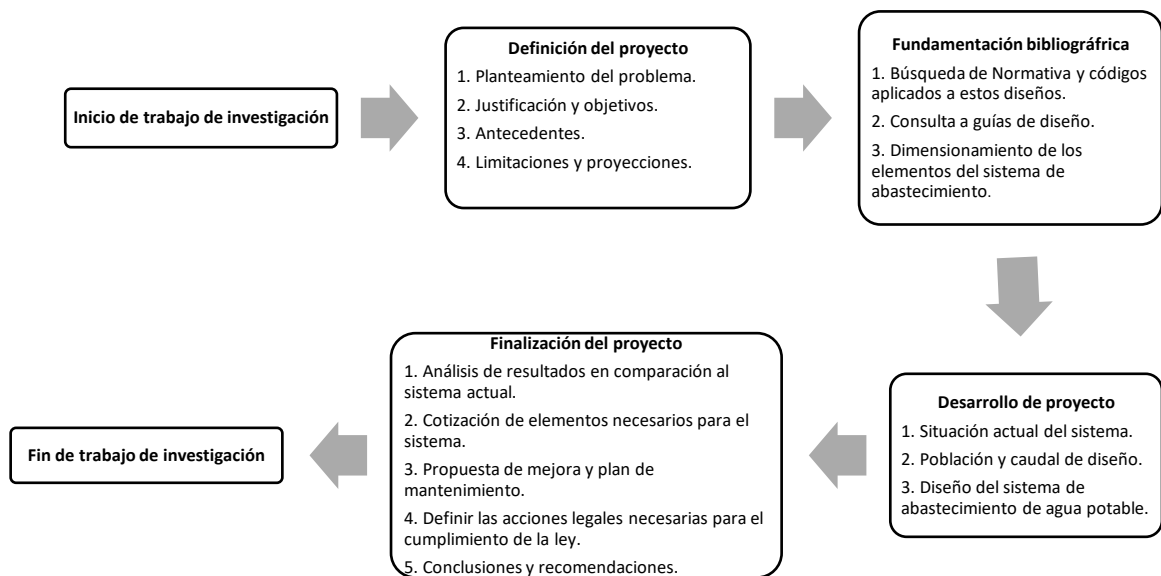 Inicio de trabajo de investigación
Definición del proyecto
1. Planteamiento del problema.
2. Justificación y objetivos.
3. Antecedentes.
4. Limitaciones y proyecciones.
Fundamentación bibliográfrica
1. Búsqueda de Normativa y códigos
aplicados a estos diseños.
2. Consulta a guías de diseño.
3. Dimensionamiento de los
elementos del sistema de
abastecimiento.
Desarrollo de proyecto
1. Situación actual del sistema.
2. Población y caudal de diseño.
3. Diseño del sistema de
abastecimiento de agua potable.
Finalización del proyecto
1. Análisis de resultados en comparación al
sistema actual.
2. Cotización de elementos necesarios para el
sistema.
3. Propuesta de mejora y plan de
mantenimiento.
4. Definir las acciones legales necesarias para el
cumplimiento de la ley.
5. Conclusiones y recomendaciones.
Fin de trabajo de investigación